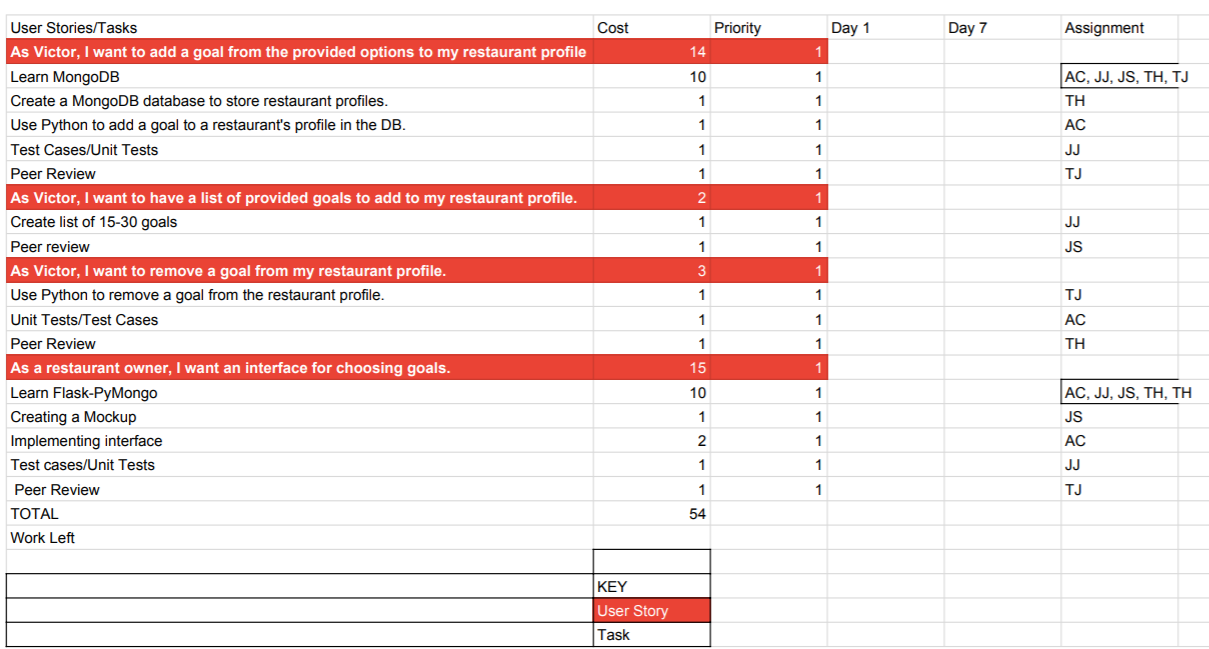 User Stories/Tasks Cost Priority Day 1 Day 7 Assignment
As Victor, I want to add a goal from the provided options to my restaurant profile 14 1
Learn MongoDB 10 1 AC, JJ, JS, TH, TJ
Create a MongoDB database to store restaurant profiles. 1 1 TH
Use Python to add a goal to a restaurant's profile in the DB. 1 1 AC
Test Cases/Unit Tests 1 1 JJ
Peer Review 1 1 TJ
As Victor, I want to have a list of provided goals to add to my restaurant profile. 2 1
Create list of 15-30 goals 1 1 JJ
Peer review 1 1 JS
As Victor, I want to remove a goal from my restaurant profile. 3 1
Use Python to remove a goal from the restaurant profile. 1 1 TJ
Unit Tests/Test Cases 1 1 AC
Peer Review 1 1 TH
As a restaurant owner, I want an interface for choosing goals. 15 1
Learn Flask-PyMongo 10 1 AC, JJ, JS, TH, TH
Creating a Mockup 1 1 JS
Implementing interface 2 1 AC
Test cases/Unit Tests 1 1 JJ
Peer Review 1 1 TJ
TOTAL 54
Work Left
KEY
User Story
Task